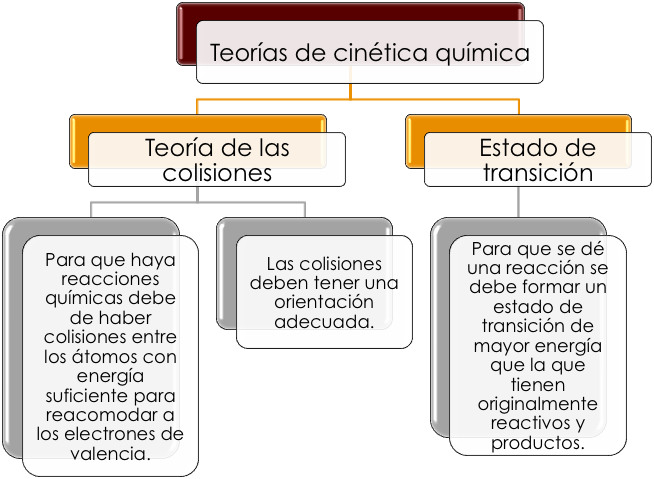 Teorías de cinética química
Teoría de las
colisiones
Estado de
transición
Para que haya
reacciones
químicas debe
de haber
colisiones entre
los átomos con
energía
suficiente para
reacomodar a
los electrones de
valencia.
Las colisiones
deben tener una
orientación
adecuada.
Para que se dé
una reacción se
debe formar un
estado de
transición de
mayor energía
que la que
tienen
originalmente
reactivos y
productos.